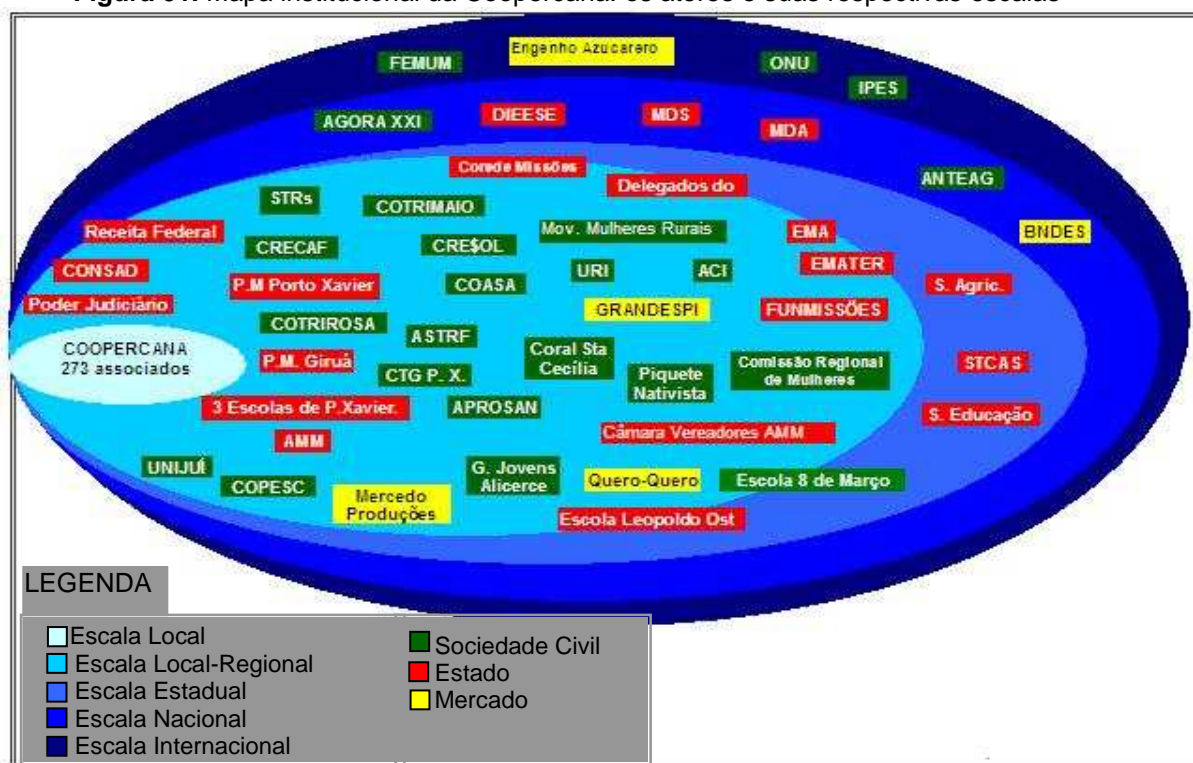 Mapa institucional da Coopercana: os atores e suas respectivas escalas
Engenho Azucarero
FEMUM
ONU
IPES
AGORA XXI
DIEESE
MDS
MDA
Corede Missões
ANTEAG
Delegados do
STRs
COTRIMAIO
Receita Federal
Mov. Mulheres Rurais
EMA
BNDES
CRECAF
CRE$OL
CONSAD
URI
ACI
EMATER
P.M Porto Xavier
COASA
S. Agric.
Poder Judiciário
GRANDESPI
FUNMISSÕES
COTRIROSA
ASTRF
COOPERCANA
273 associados
P.M. Giruá
Coral Sta
Cecília
Comissão Regional
de Mulheres
STCAS
CTG P. X.
Piquete
Nativista
3 Escolas de P.Xavier.
APROSAN
S. Educação
AMM
Câmara Vereadores AMM
UNIJUÍ
G. Jovens
Alicerce
COPESC
Quero-Quero
Escola 8 de Março
Mercedo
Produções
Escola Leopoldo Ost
LEGENDA
Escala Local
Escala Local-Regional
Escala Estadual
Escala Nacional
Escala Internacional
Sociedade Civil
Estado
Mercado